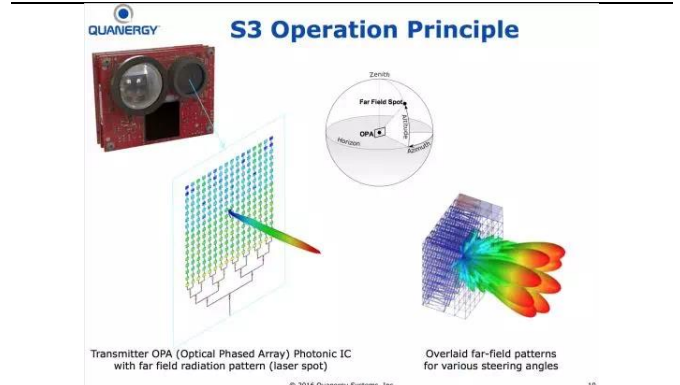 QUANERGY
S3 Operation Principle
Zenith
Far Field Spot
Altitude
OPA
Horizon
Azimuth
Transmitter OPA (Optical Phased Array) Photonic IC
with far field radiation pattern (laser spot)
Overlaid far-field patterns
for various steering angles
© 2016 Quanergy Systems, Inc.
10